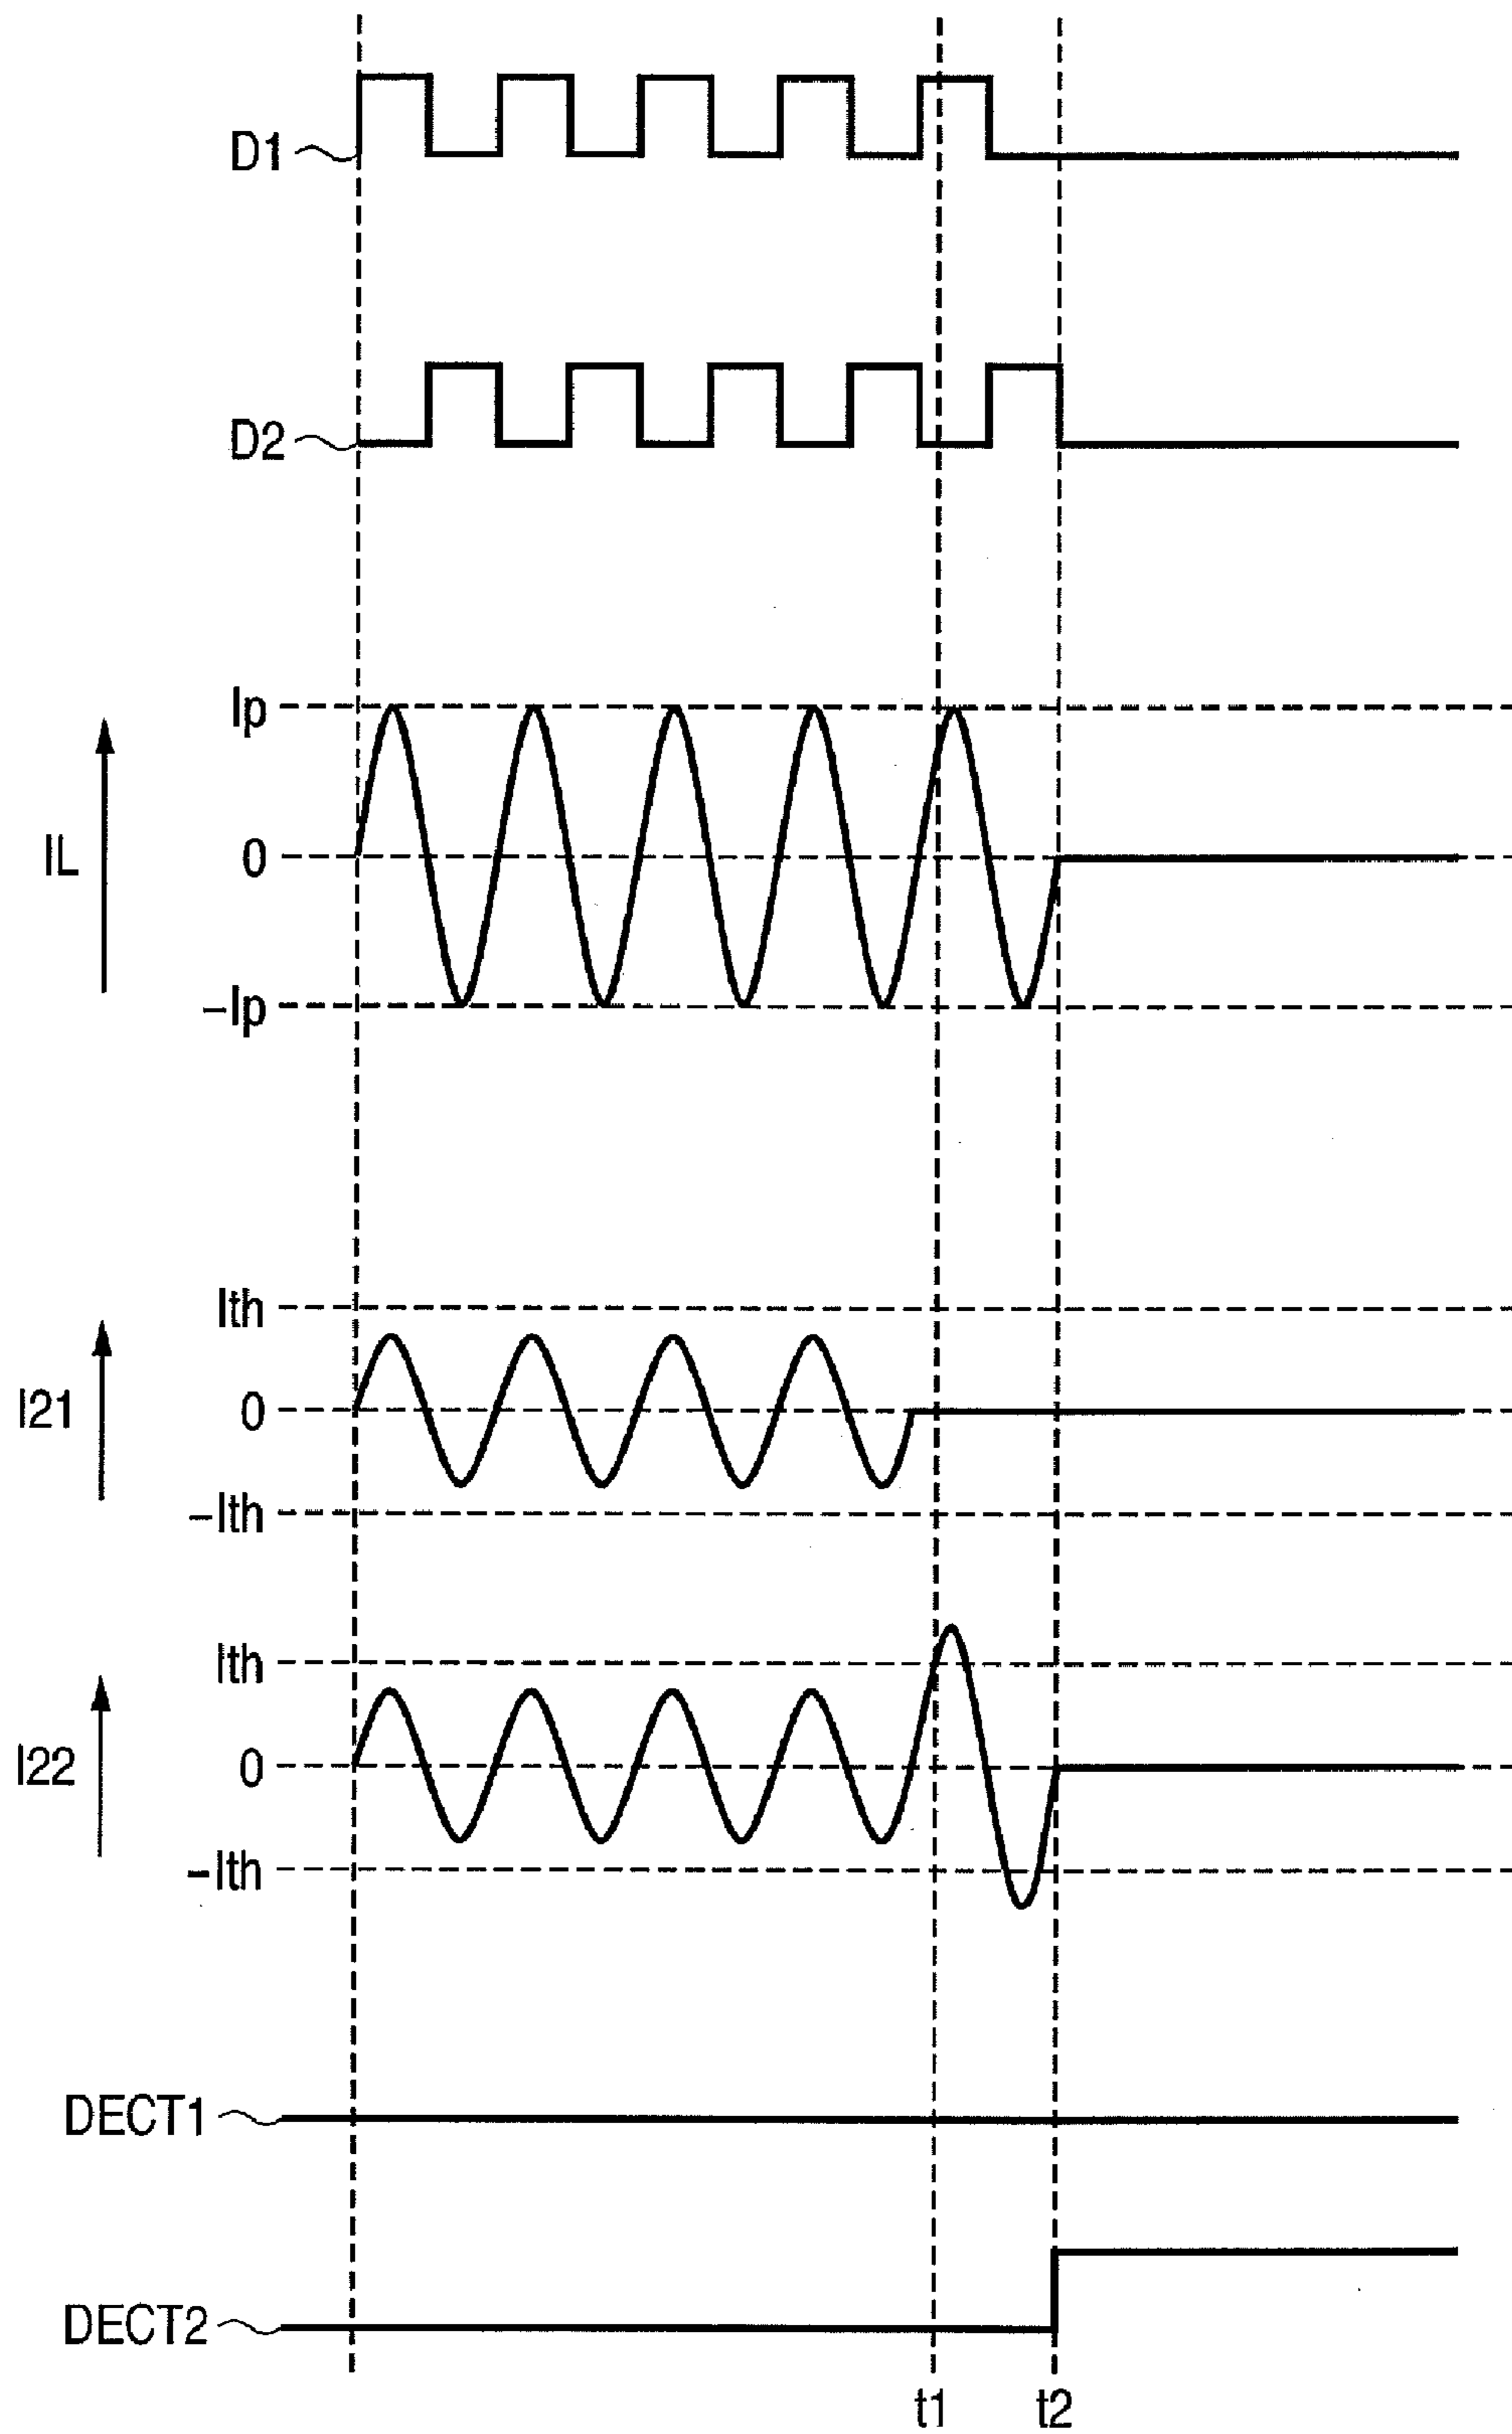 D1
D2
Ip
IL
0
-Ip
Ith
I21
0
-Ith
Ith
I22
0
-Ith
DECT1
DECT2
t1
t2